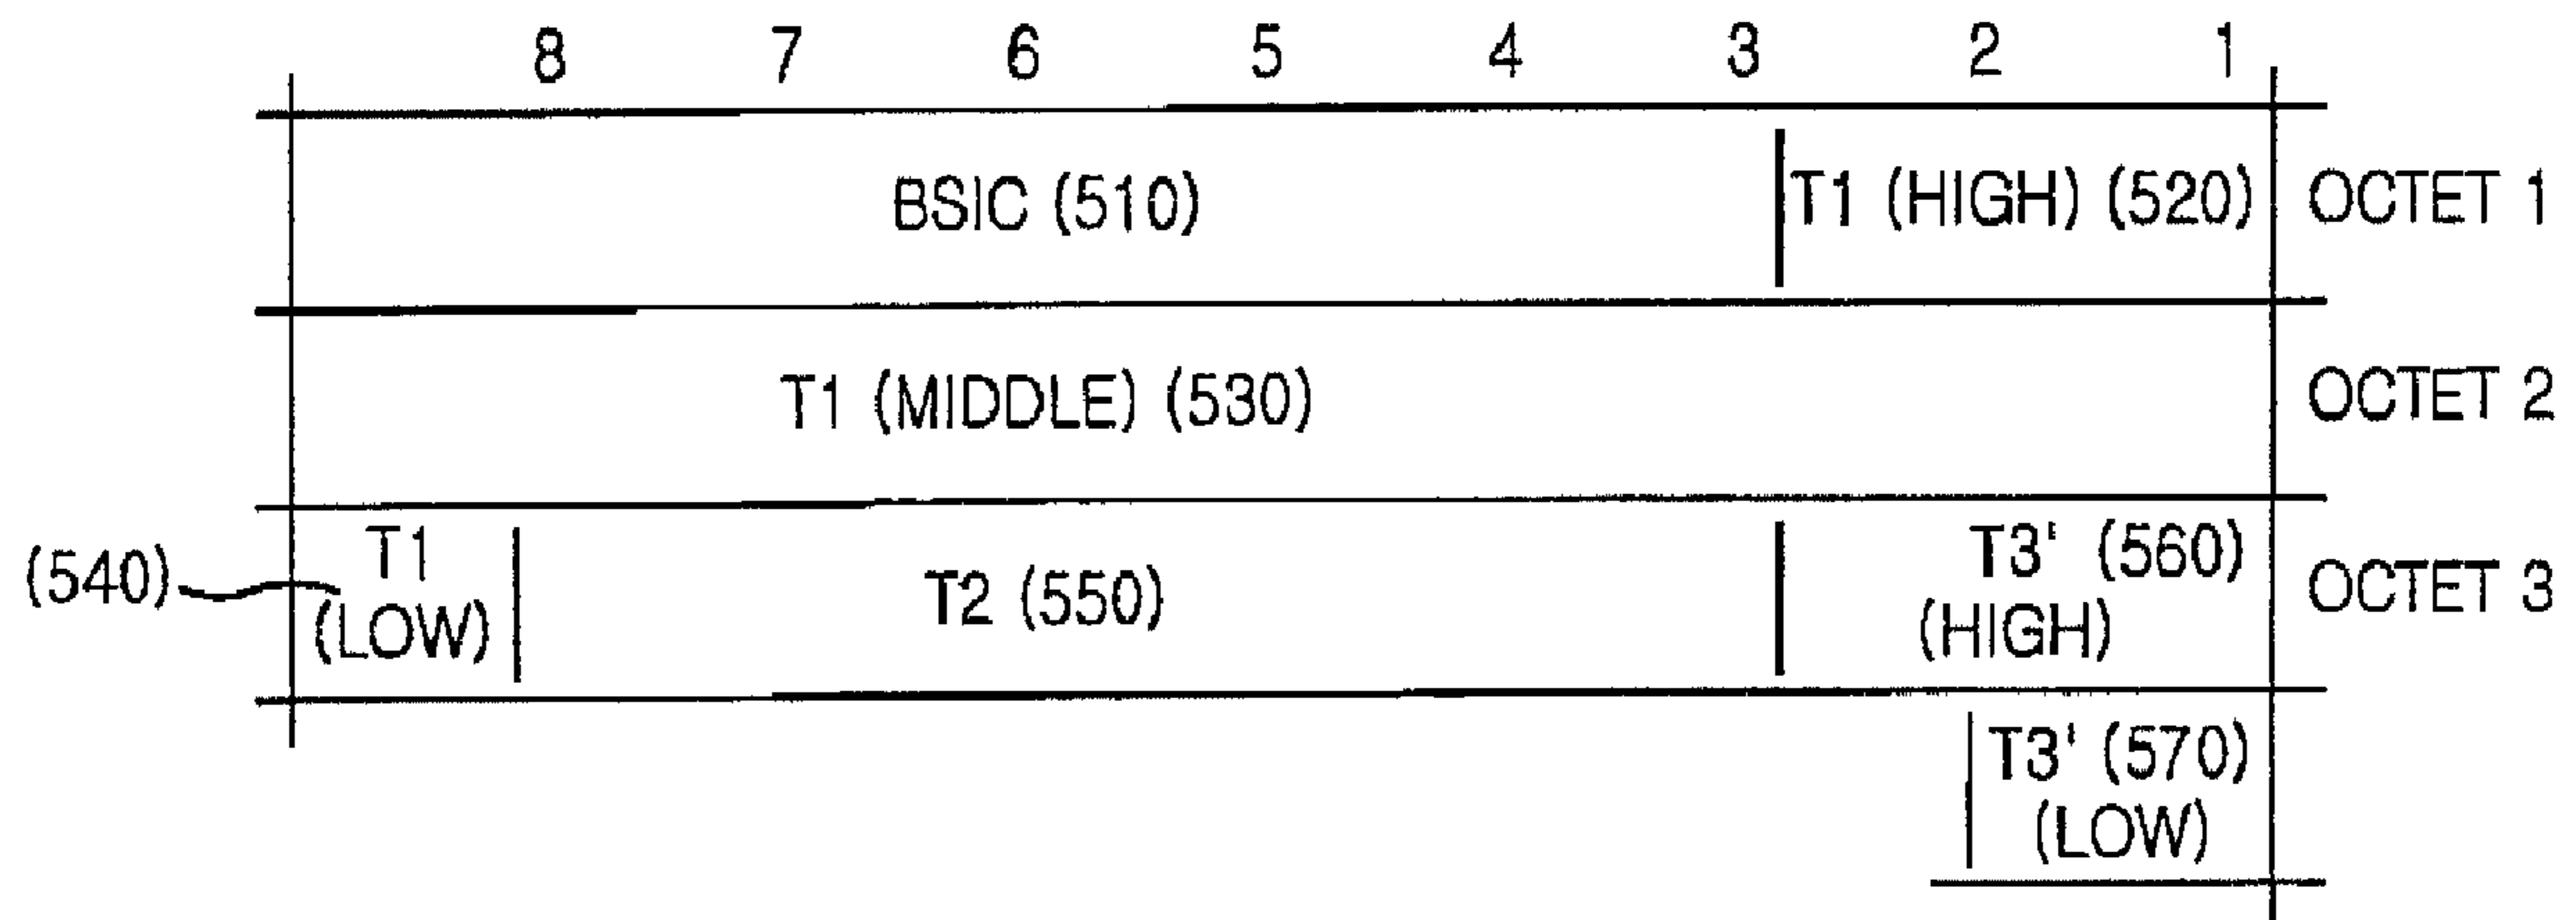 8 7 6 5 4 3 2 1
BSIC (510) T1 (HIGH) (520) OCTET 1
T1 (MIDDLE) (530) OCTET 2
(540) T1 (LOW) T2 (550) T3' (560) (HIGH) OCTET 3
T3' (570) (LOW)